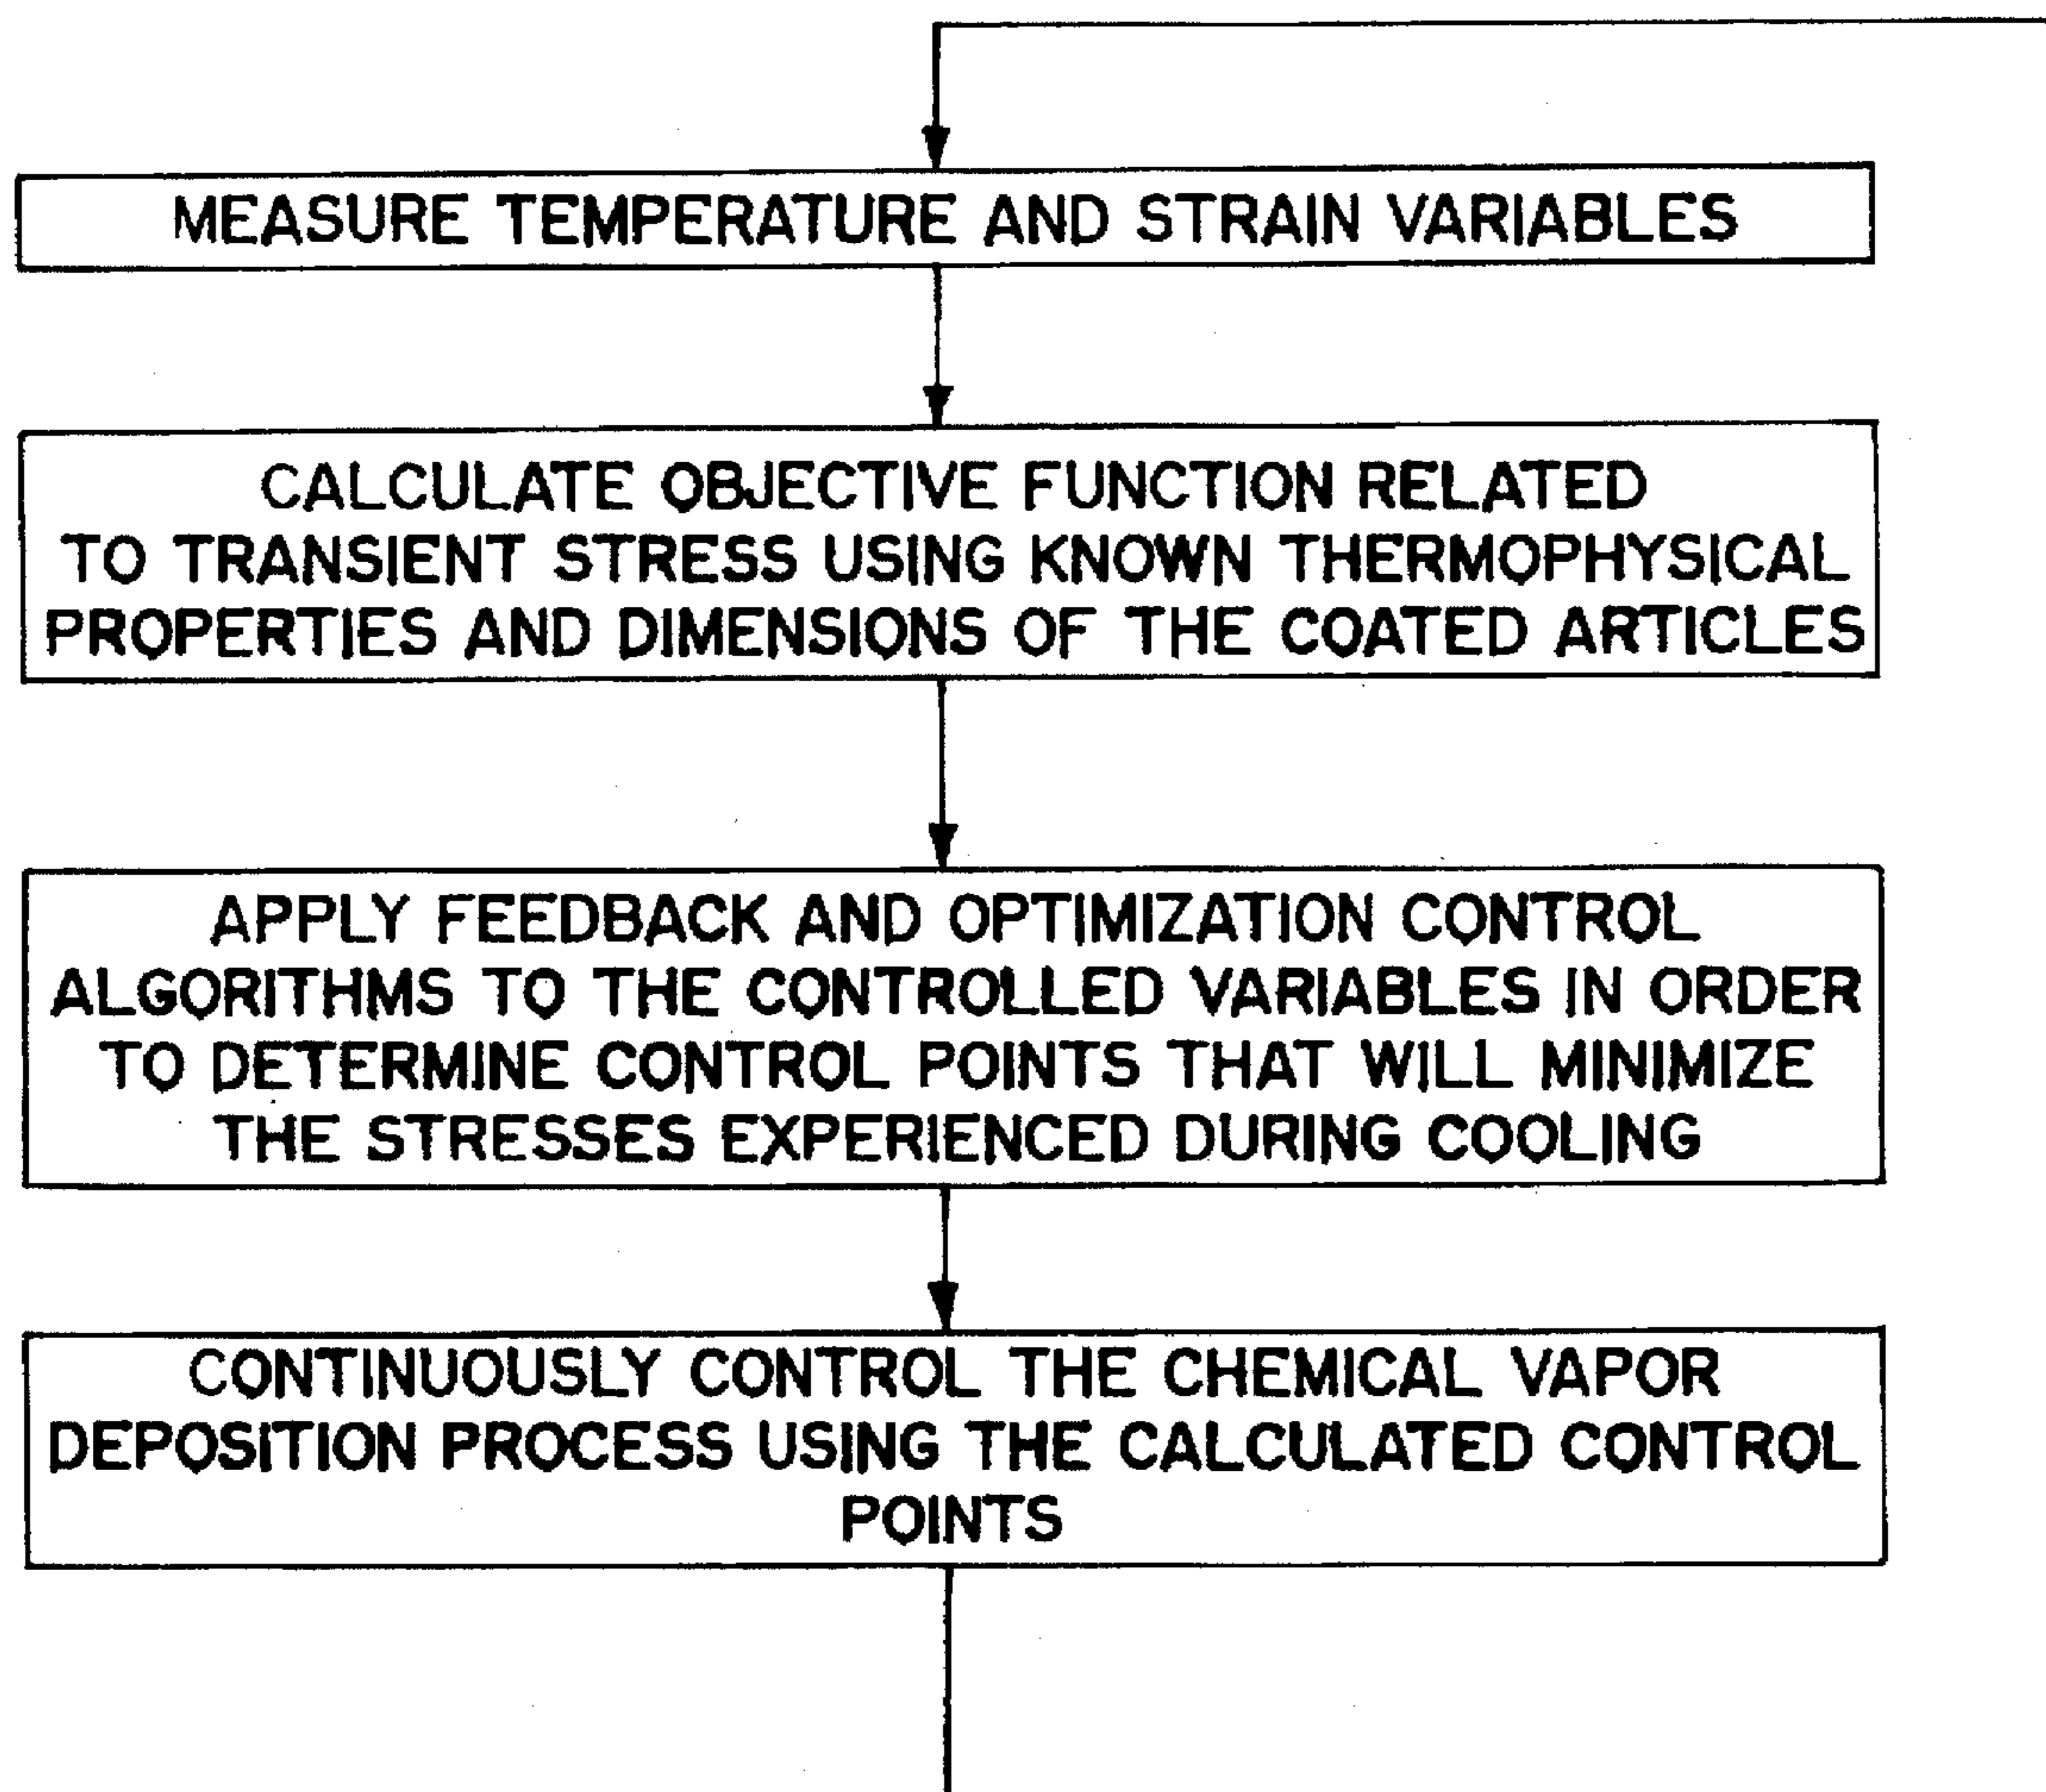 MEASURE TEMPERATURE AND STRAIN VARIABLES
CALCULATE OBJECTIVE FUNCTION RELATED
TO TRANSIENT STRESS USING KNOWN THERMOPHYSICAL
PROPERTIES AND DIMENSIONS OF THE COATED ARTICLES
APPLY FEEDBACK AND OPTIMIZATION CONTROL
ALGORITHMS TO THE CONTROLLED VARIABLES IN ORDER
TO DETERMINE CONTROL POINTS THAT WILL MINIMIZE
THE STRESSES EXPERIENCED DURING COOLING
CONTINUOUSLY CONTROL THE CHEMICAL VAPOR
DEPOSITION PROCESS USING THE CALCULATED CONTROL
POINTS